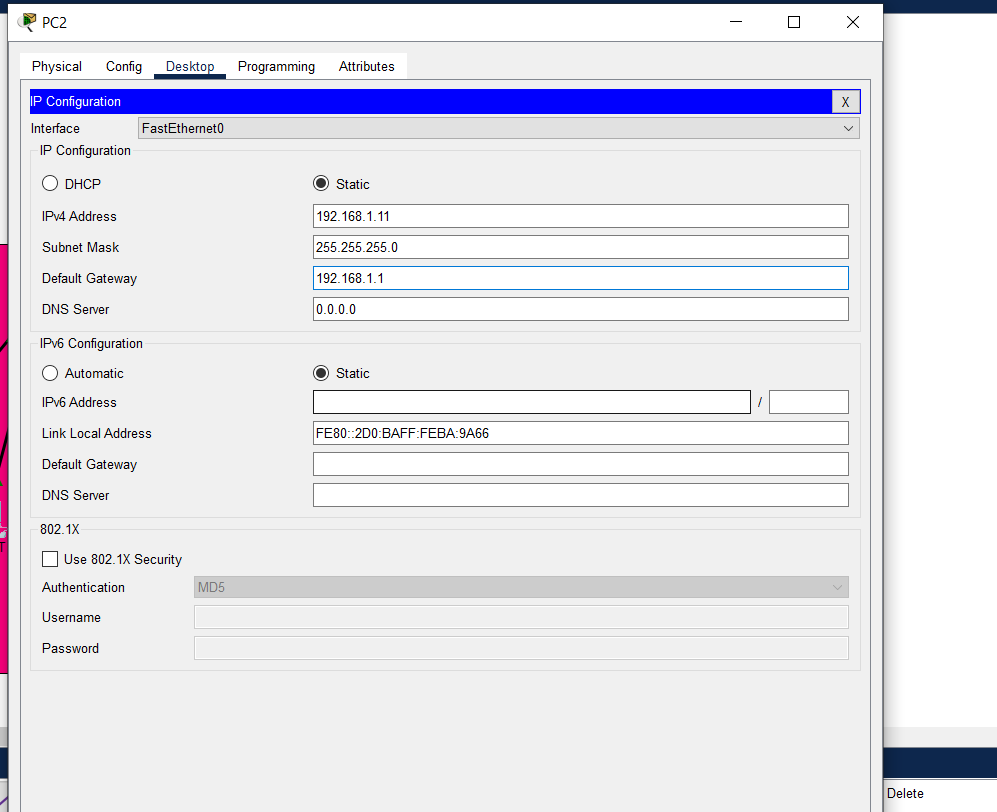 PC2
Physical Config Desktop Programming Attributes
IP Configuration X
Interface FastEthernet0
IP Configuration
DHCP Static
IPv4 Address 192.168.1.11
Subnet Mask 255.255.255.0
Default Gateway 192.168.1.1
DNS Server 0.0.0.0
IPv6 Configuration
Automatic Static
IPv6 Address /
Link Local Address FE80::2D0:BAFF:FEBA:9A66
Default Gateway
DNS Server
802.1X
Use 802.1X Security
Authentication MD5
Username
Password
Delete